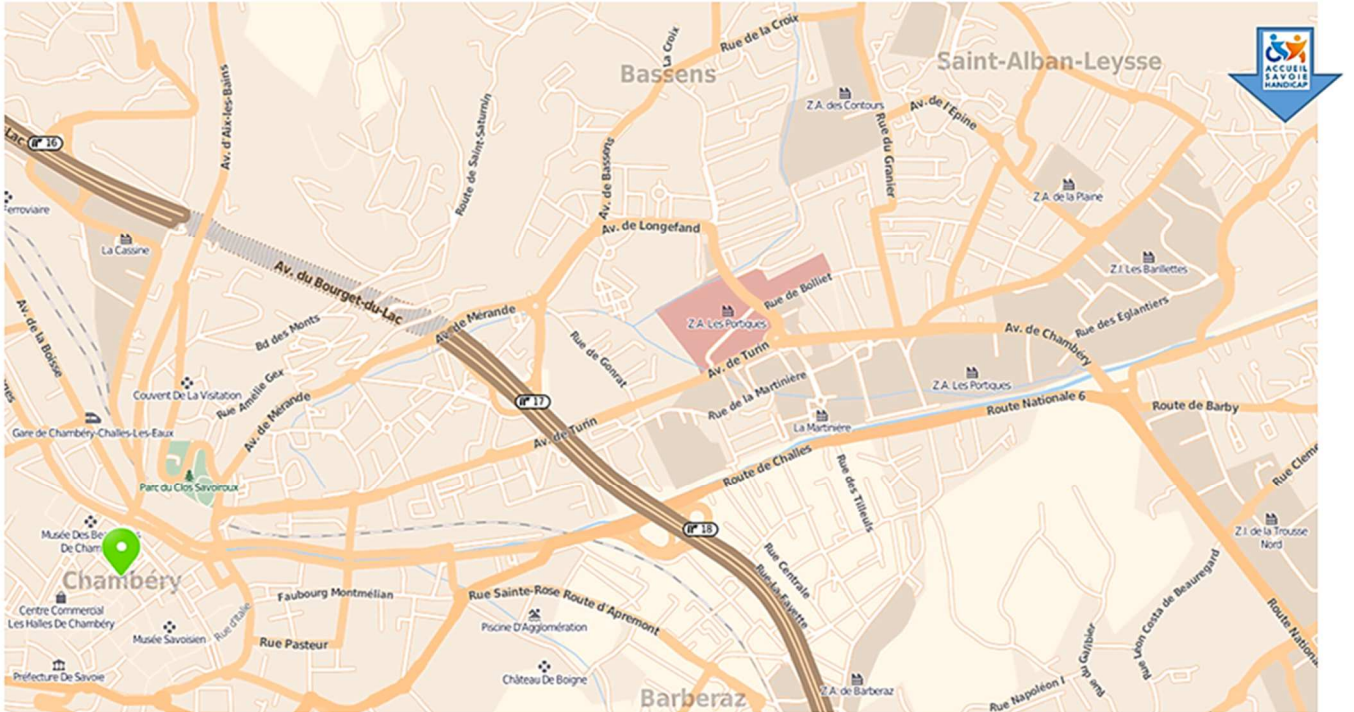 Rue de la Croix
La Croix
Bassens
Saint-Alban-Leysse
ACCUEIL
SAVOIE
HANDICAP
Av. d'Aix-les-Bains
Route de Saint-Saturnin
Z.A. des Contours
Av. de l'Epine
Rue du Granier
Lac
16
Ferroviaire
La Cassine
Av. de Bassens
Av. de Longefand
Z.A. de la Plaine
Z.I. Les Barillettes
Av. du Bourget-du-Lac
Rue de Bolliet
Z.A. Les Portiques
Rue des Eglantiers
Av. de la Boisse
Bd des Monts
Av. de Mérande
Rue de Gonrat
Av. de Turin
Av. de Chambéry
Couvent De La Visitation
Rue Amélie Gex
Av. de Mérande
17
Rue de la Martinière
Z.A. Les Portiques
Route Nationale 6
Route de Barby
Gare de Chambéry-Challes-Les-Eaux
Av. de Turin
La Martinière
Route de Challes
Rue des Tilleuls
Parc du Clos Savoiroux
Musée Des
De
Chambéry
18
Z.I. de la Trousse
Nord
Centre Commercial
Les Halles De Chambéry
Faubourg Montmélian
Rue Sainte-Rose
Route d'Apremont
Rue Centrale
Rue La Fayette
Rue d'Italie
Musée Savoisien
Rue Pasteur
Piscine D'Agglomération
Rue Léon Costa de Beauregard
Rue du Galibier
Préfecture De Savoie
Château De Boigne
Barberaz
Z.A. de Barberaz
Rue Napoléon I